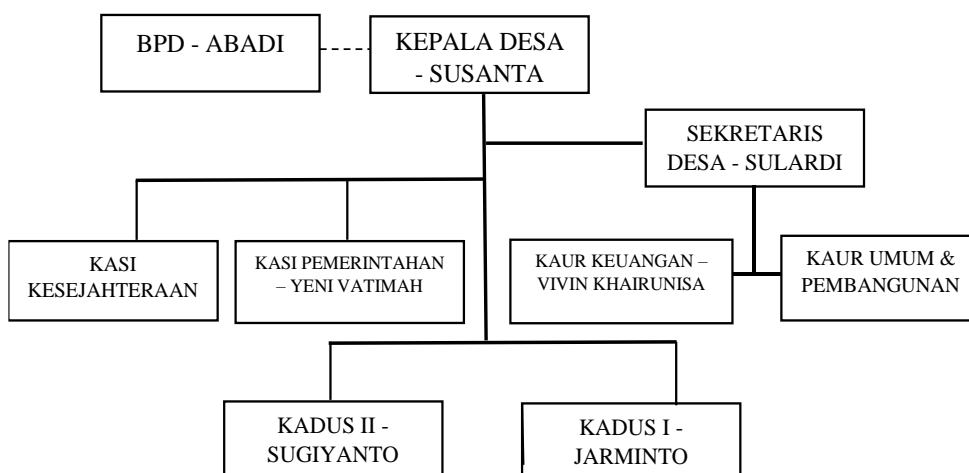 BPD - ABADI
KEPALA DESA
- SUSANTA
SEKRETARIS
DESA - SULARDI
KASI
KESEJAHTERAAN
KASI PEMERINTAHAN
– YENI VATIMAH
KAUR KEUANGAN –
VIVIN KHAIRUNISA
KAUR UMUM &
PEMBANGUNAN
KADUS II -
SUGIYANTO
KADUS I -
JARMINTO